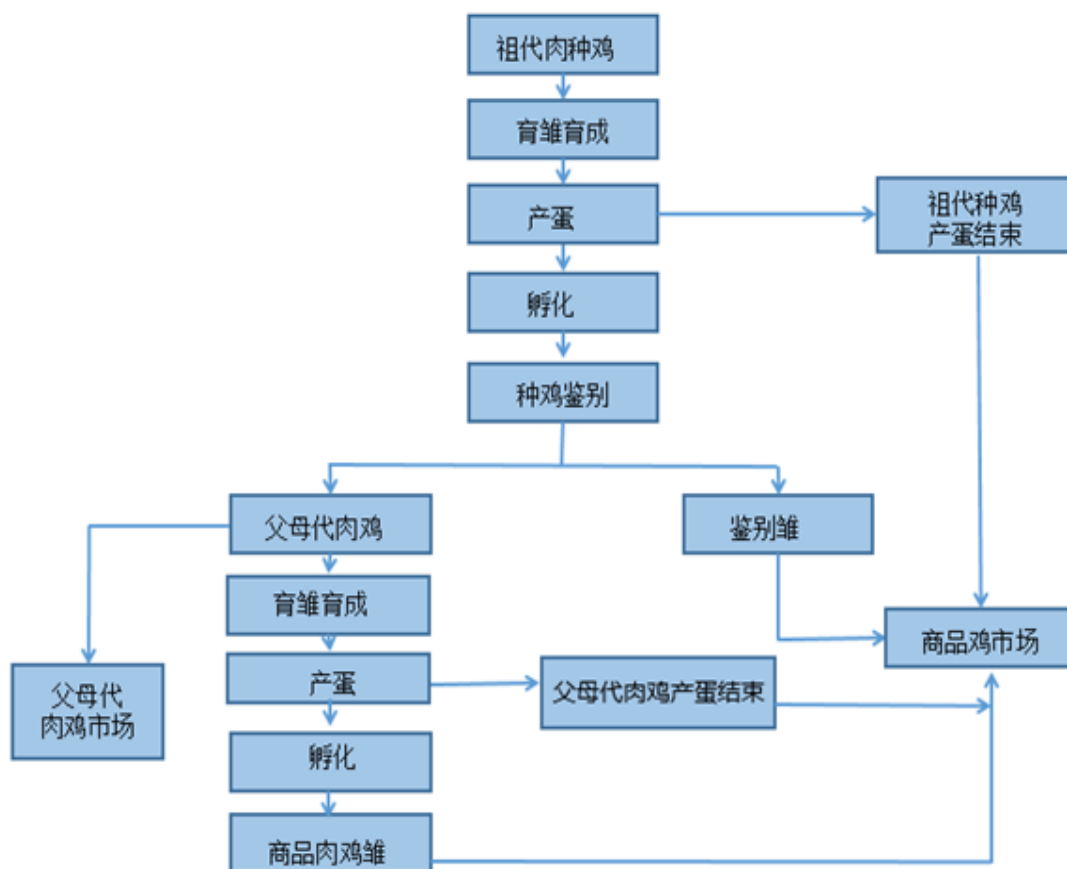 祖代肉种鸡
育雏育成
产蛋
祖代种鸡
产蛋结束
孵化
种鸡鉴别
父母代肉鸡
鉴别雏
育雏育成
商品鸡市场
产蛋
父母代肉鸡产蛋结束
父母代
肉鸡市场
孵化
商品肉鸡雏